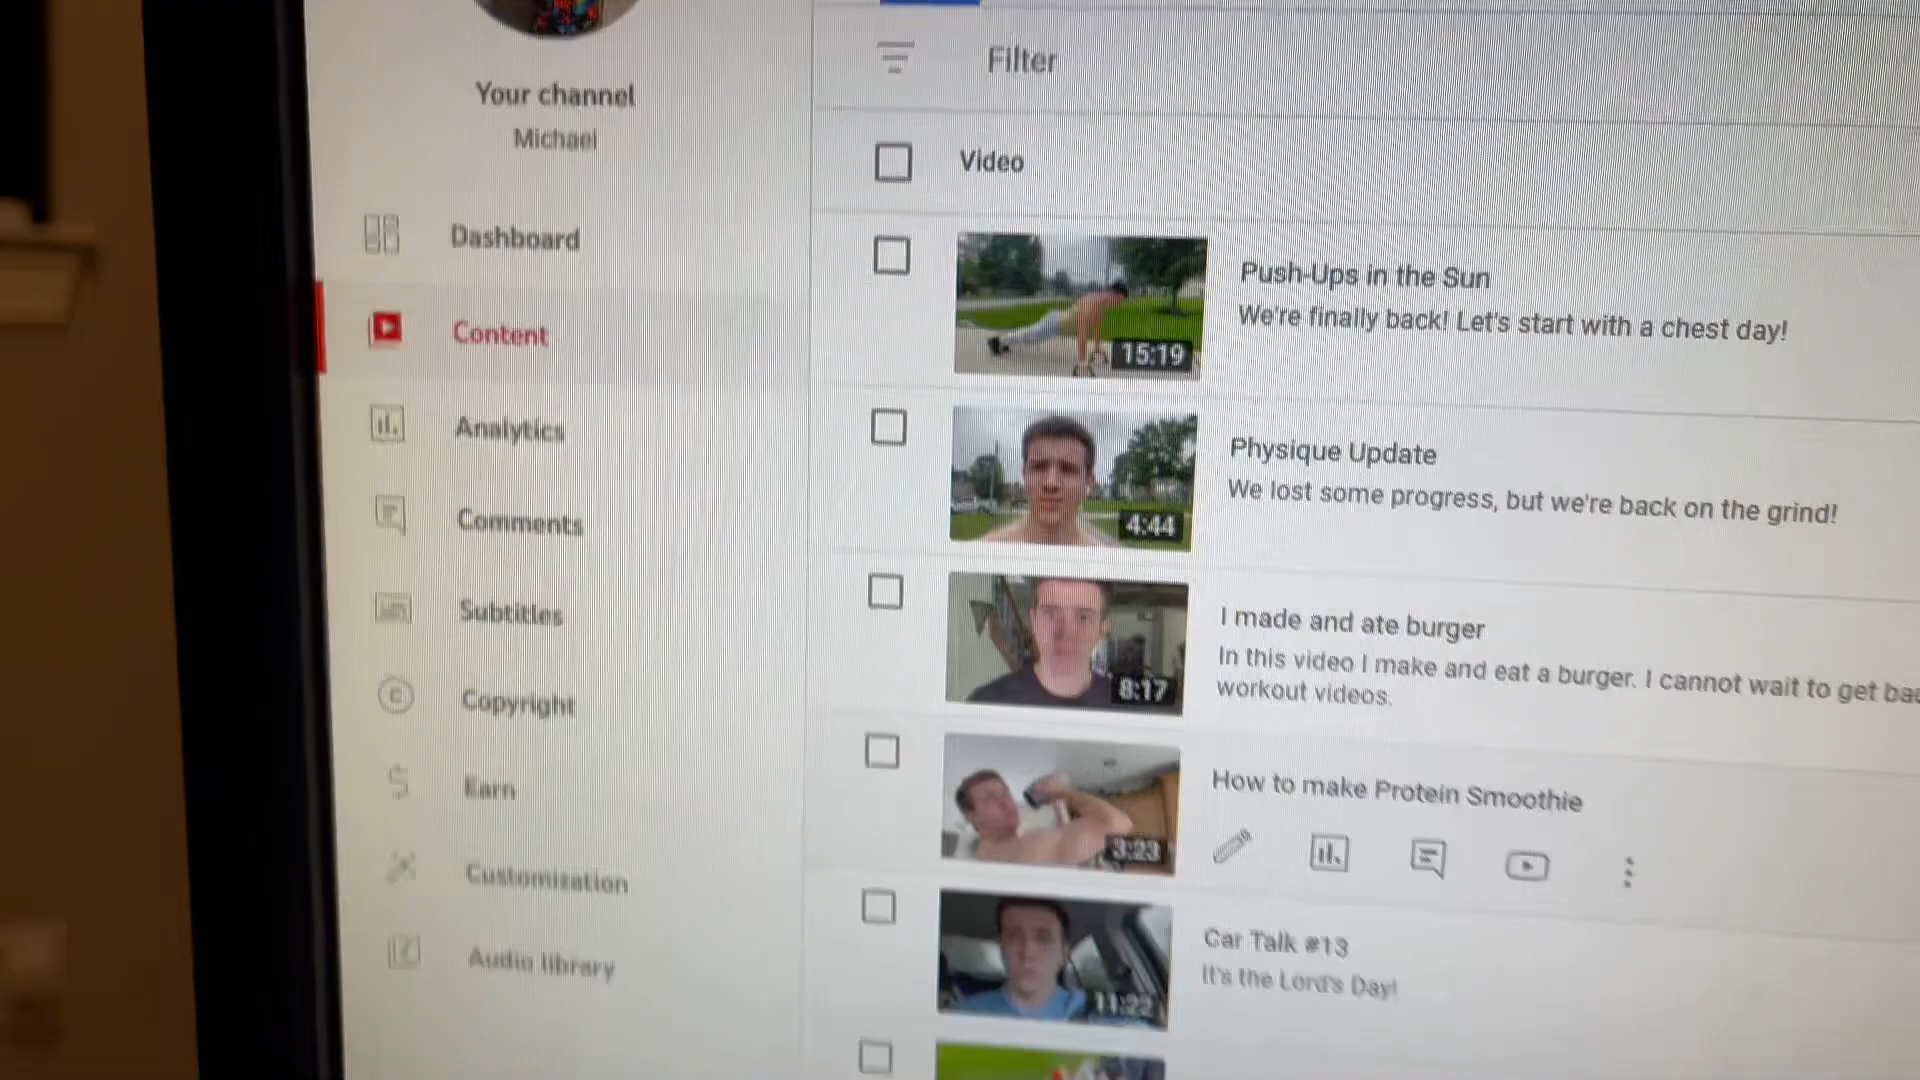 Your channel
Michael
Dashboard
Content
Analytics
Comments
Subtitles
Copyright
Earn
Customization
Audio library
Filter
Video
Push-Ups in the Sun
We're finally back! Let's start with a chest day!
15:19
Physique Update
We lost some progress, but we're back on the grind!
4:44
I made and ate burger
In this video I make and eat a burger. I cannot wait to get bac
workout videos.
8:17
How to make Protein Smoothie
3:23
Car Talk #13
It's the Lord's Day!
11:22